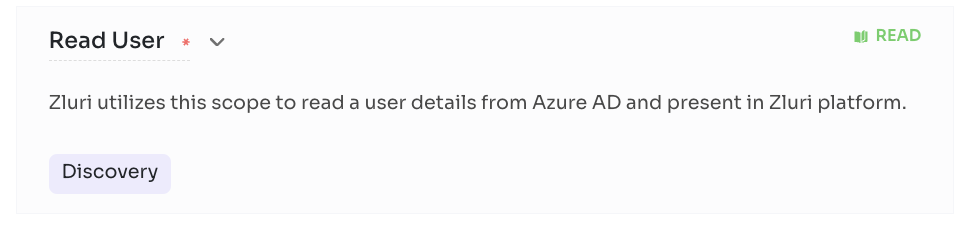 Read User *
READ
Zluri utilizes this scope to read a user details from Azure AD and present in Zluri platform.
Discovery